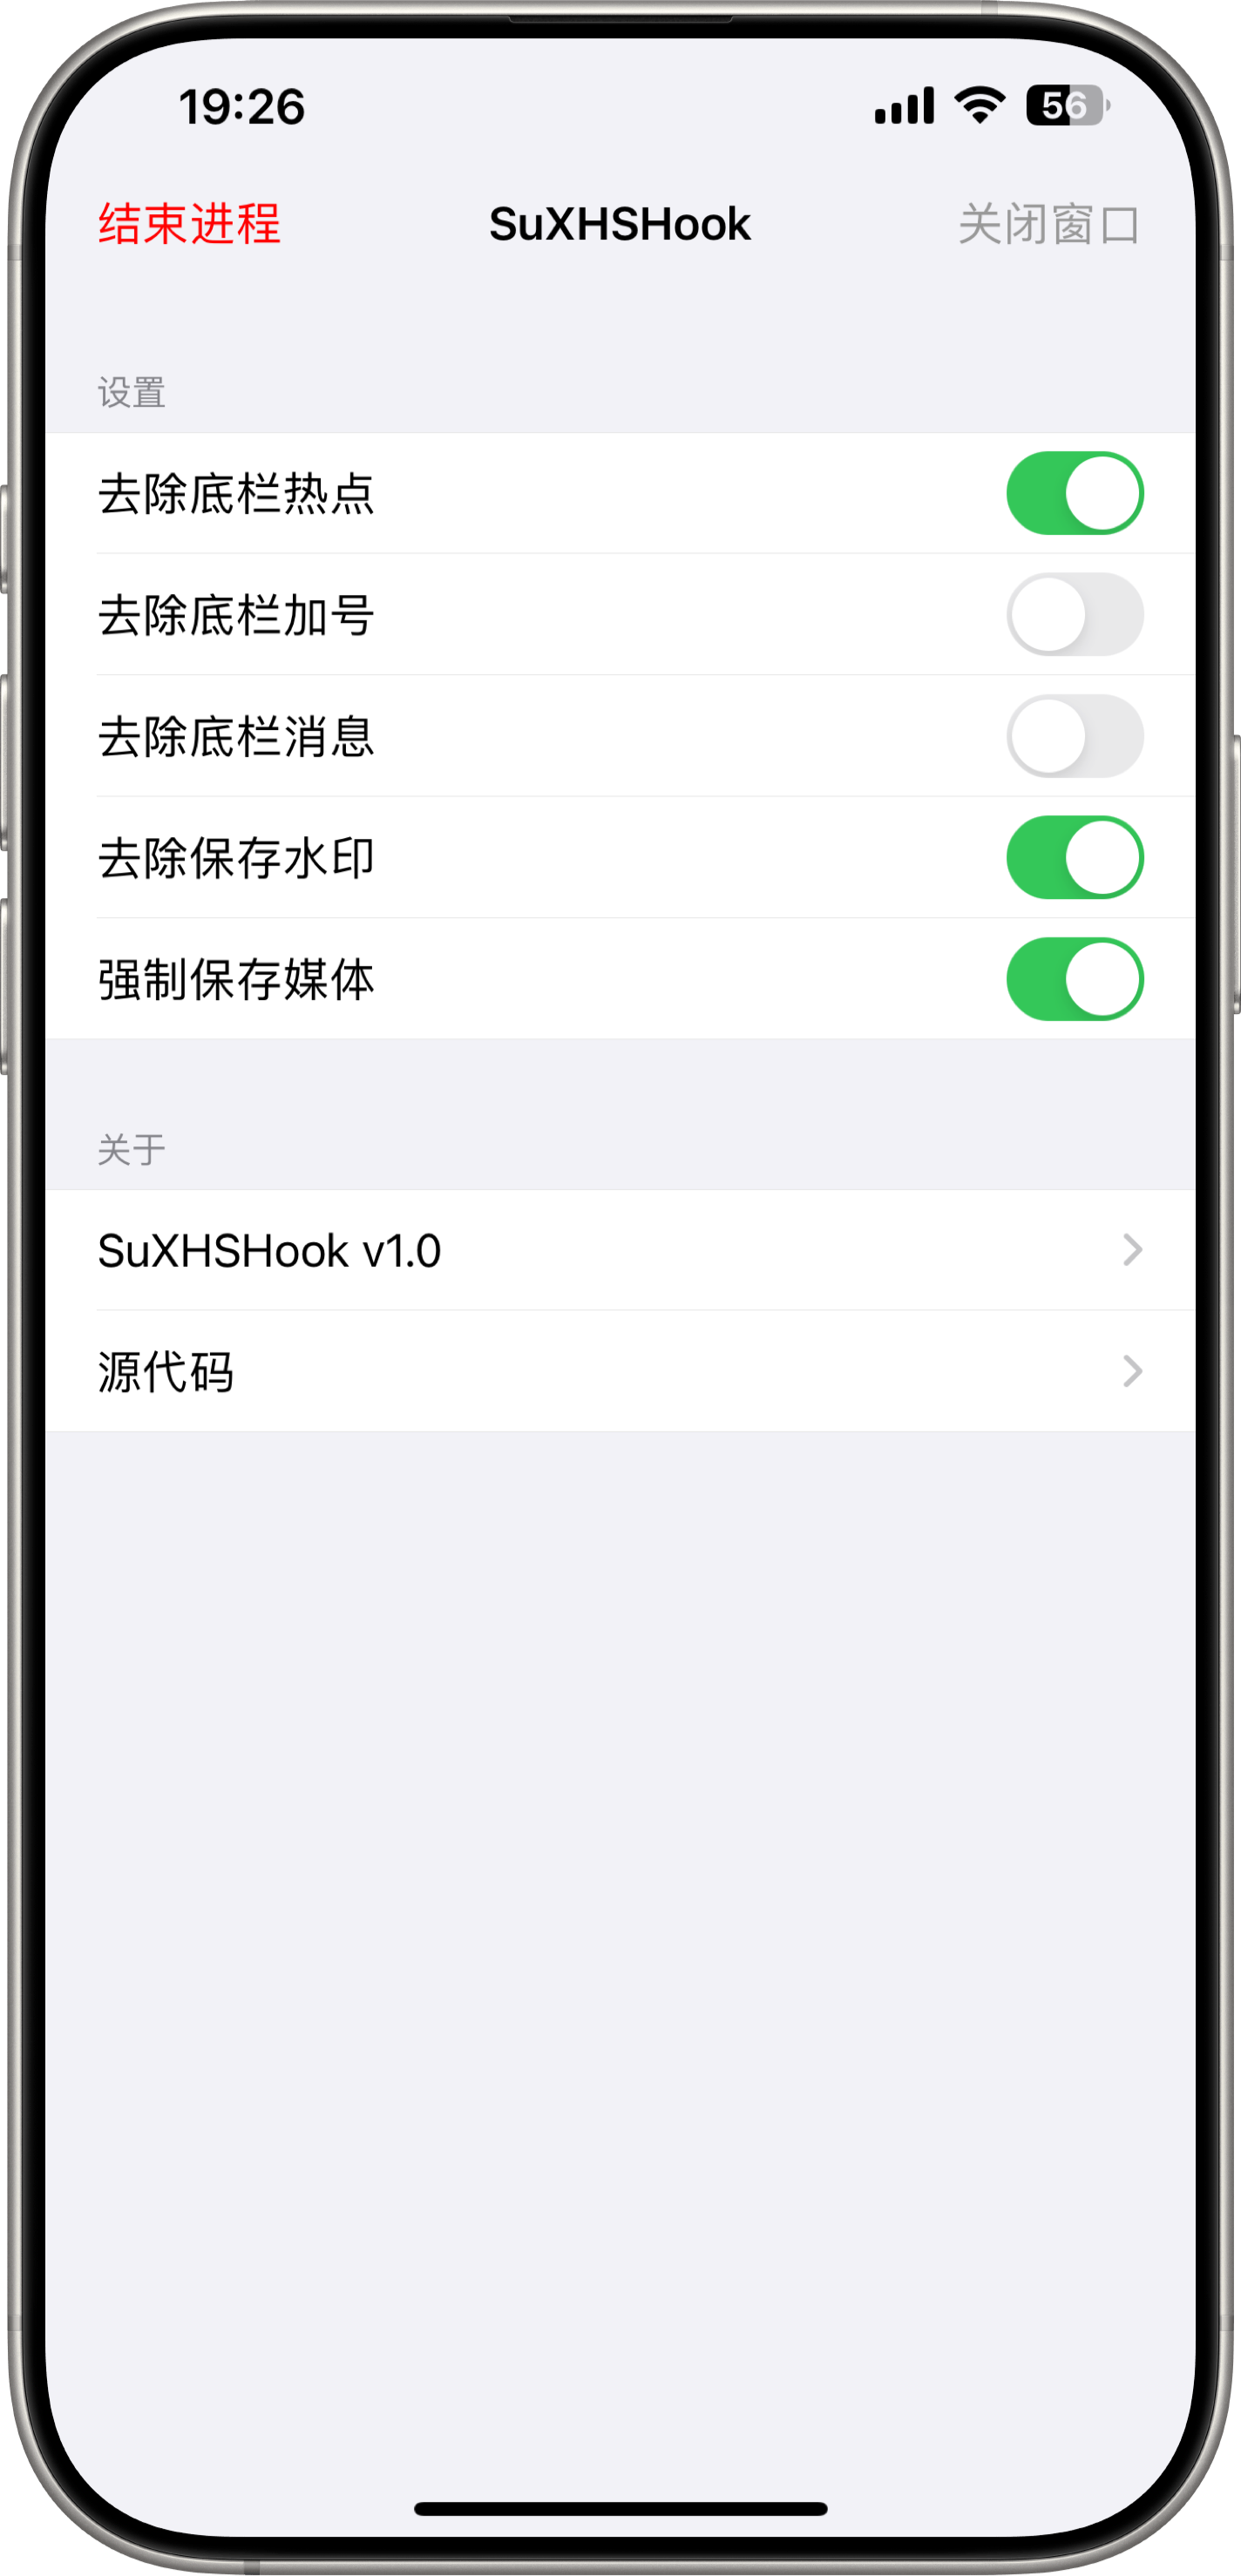 19:26
56
结束进程
SuXHSHook
关闭窗口
设置
去除底栏热点
去除底栏加号
去除底栏消息
去除保存水印
强制保存媒体
关于
SuXHSHook v1.0
源代码